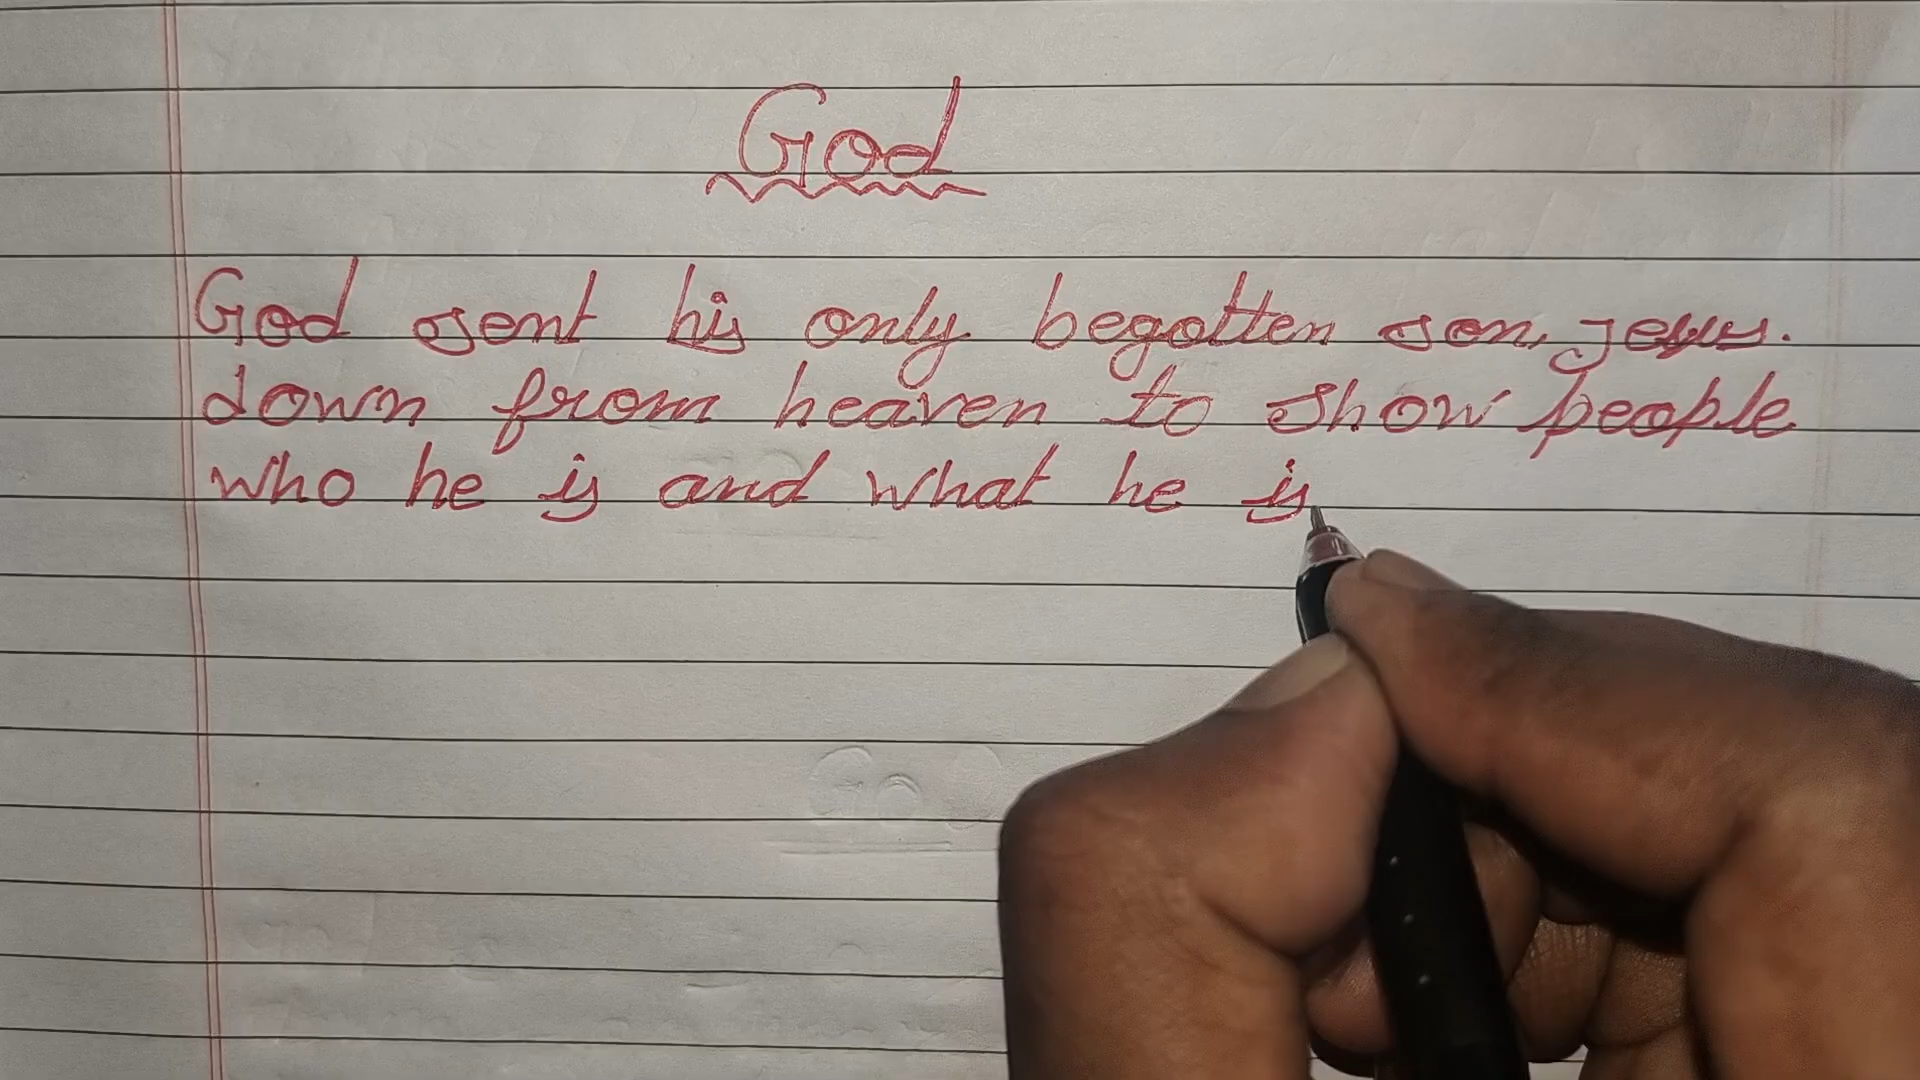 God
God sent his only begotten son, Jesus.
down from heaven to show people
who he is and what he is